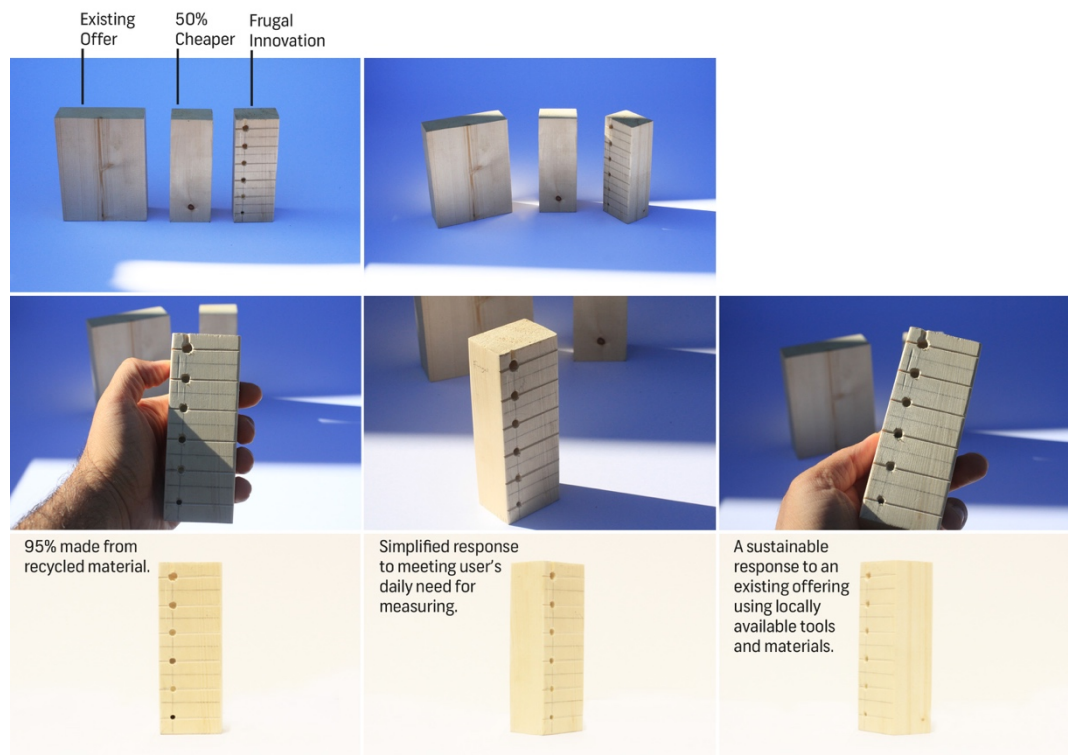 Existing
Offer
50%
Cheaper
Frugal
Innovation
95% made from
recycled material.
Simplified response
to meeting user's
daily need for
measuring.
A sustainable
response to an
existing offering
using locally
available tools
and materials.